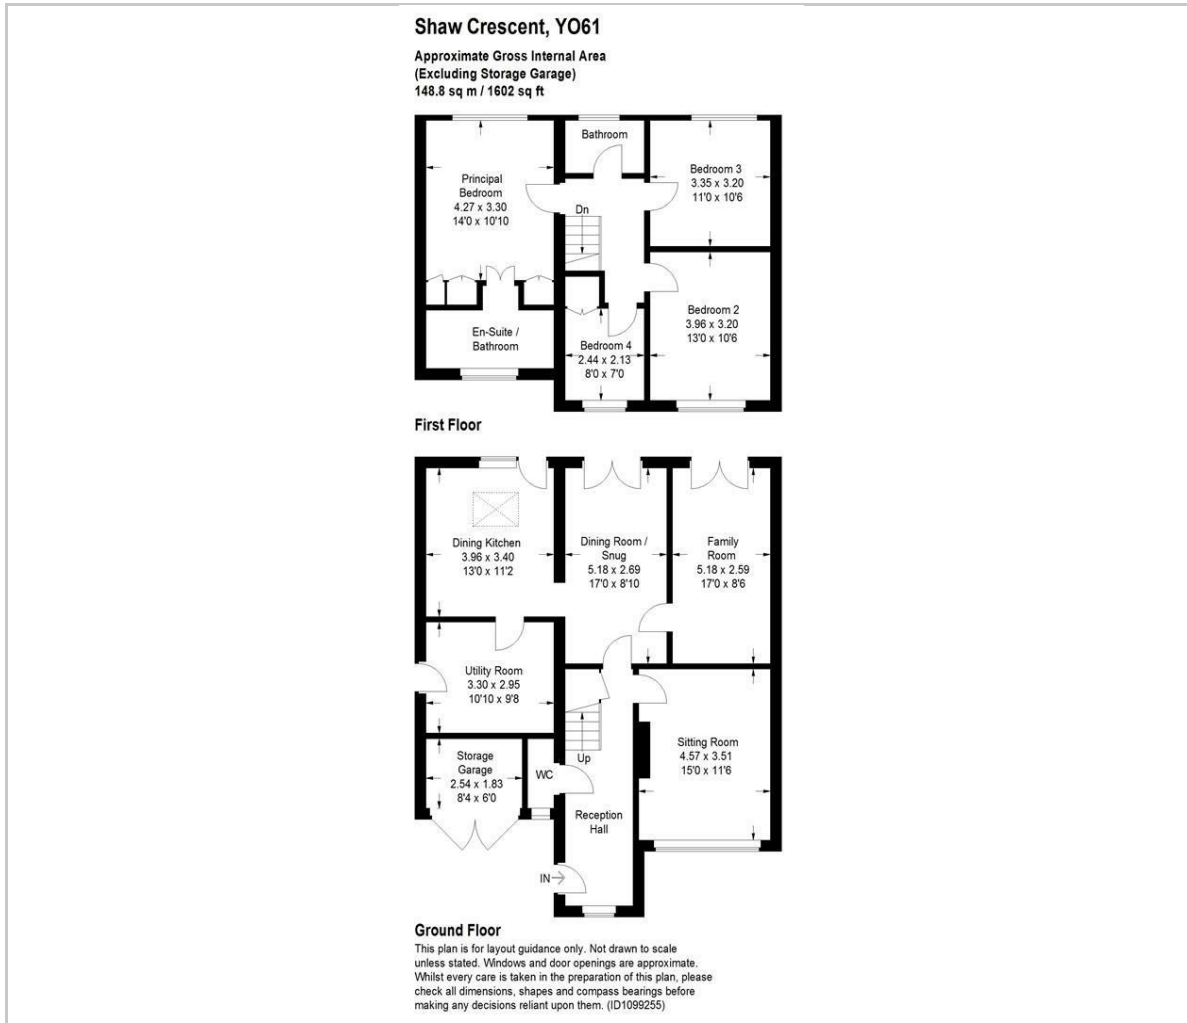 Shaw Crescent, YO61
Approximate Gross Internal Area
(Excluding Storage Garage)
148.8 sq m / 1602 sq ft
Bathroom
Principal
Bedroom
4.27 x 3.30
14'0 x 10'10
Bedroom 3
3.35 x 3.20
11'0 x 10'6
Dn
En-Suite /
Bathroom
Bedroom 4
2.44 x 2.13
8'0 x 7'0
Bedroom 2
3.96 x 3.20
13'0 x 10'6
First Floor
Dining Kitchen
3.96 x 3.40
13'0 x 11'2
Dining Room /
Snug
5.18 x 2.69
17'0 x 8'10
Family
Room
5.18 x 2.59
17'0 x 8'6
Utility Room
3.30 x 2.95
10'10 x 9'8
Storage
Garage
2.54 x 1.83
8'4 x 6'0
WC
Up
Sitting Room
4.57 x 3.51
15'0 x 11'6
Reception
Hall
IN
Ground Floor
This plan is for layout guidance only. Not drawn to scale
unless stated. Windows and door openings are approximate.
Whilst every care is taken in the preparation of this plan, please
check all dimensions, shapes and compass bearings before
making any decisions reliant upon them. (ID1099255)